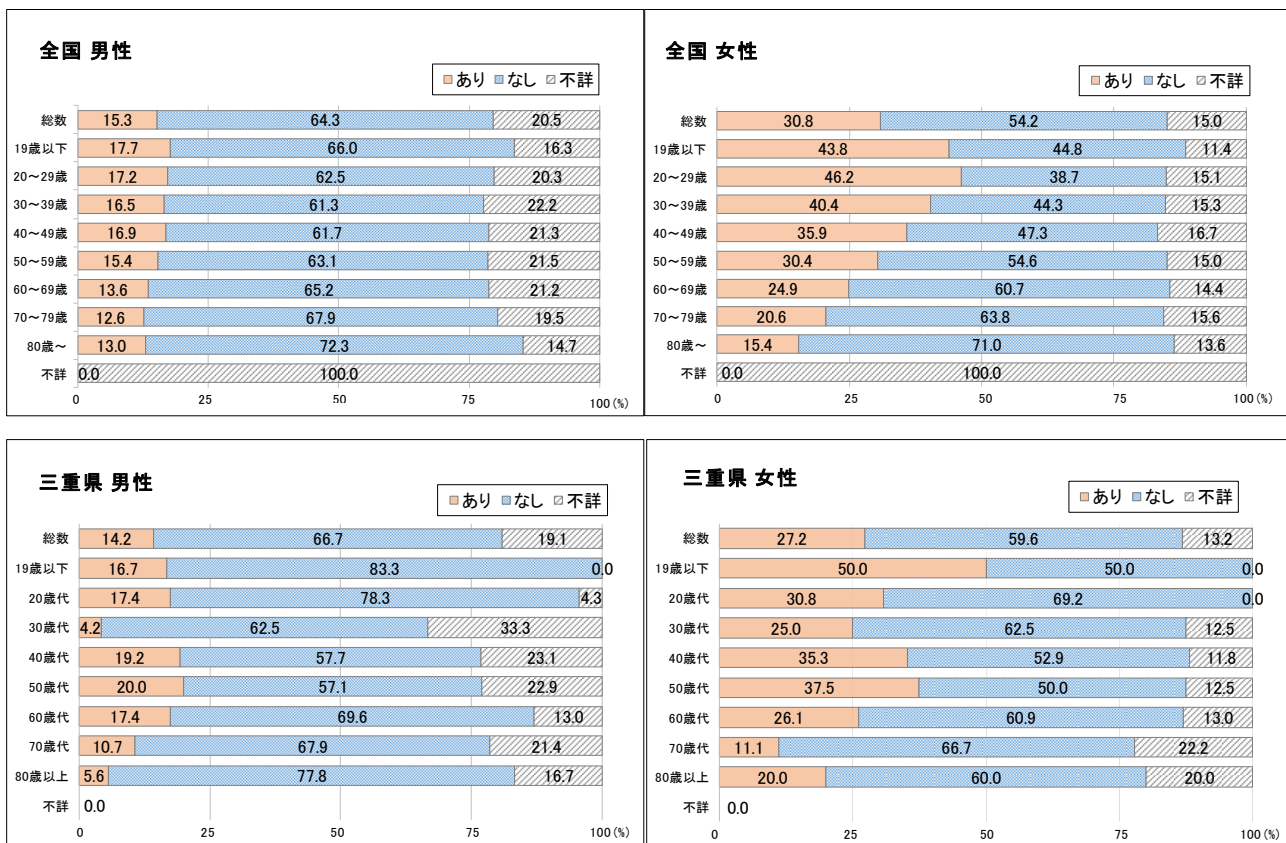 全国 男性
あり なし 不詳
総数 15.3 64.3 20.5
19歳以下 17.7 66.0 16.3
20～29歳 17.2 62.5 20.3
30～39歳 16.5 61.3 22.2
40～49歳 16.9 61.7 21.3
50～59歳 15.4 63.1 21.5
60～69歳 13.6 65.2 21.2
70～79歳 12.6 67.9 19.5
80歳～ 13.0 72.3 14.7
不詳 0.0 100.0
0 25 50 75 100(%)
全国 女性
あり なし 不詳
総数 30.8 54.2 15.0
19歳以下 43.8 44.8 11.4
20～29歳 46.2 38.7 15.1
30～39歳 40.4 44.3 15.3
40～49歳 35.9 47.3 16.7
50～59歳 30.4 54.6 15.0
60～69歳 24.9 60.7 14.4
70～79歳 20.6 63.8 15.6
80歳～ 15.4 71.0 13.6
不詳 0.0 100.0
0 25 50 75 100(%)
三重県 男性
あり なし 不詳
総数 14.2 66.7 19.1
19歳以下 16.7 83.3 0.0
20歳代 17.4 78.3 4.3
30歳代 4.2 62.5 33.3
40歳代 19.2 57.7 23.1
50歳代 20.0 57.1 22.9
60歳代 17.4 69.6 13.0
70歳代 10.7 67.9 21.4
80歳以上 5.6 77.8 16.7
不詳 0.0
0 25 50 75 100(%)
三重県 女性
あり なし 不詳
総数 27.2 59.6 13.2
19歳以下 50.0 50.0 0.0
20歳代 30.8 69.2 0.0
30歳代 25.0 62.5 12.5
40歳代 35.3 52.9 11.8
50歳代 37.5 50.0 12.5
60歳代 26.1 60.9 13.0
70歳代 11.1 66.7 22.2
80歳以上 20.0 60.0 20.0
不詳 0.0
0 25 50 75 100(%)